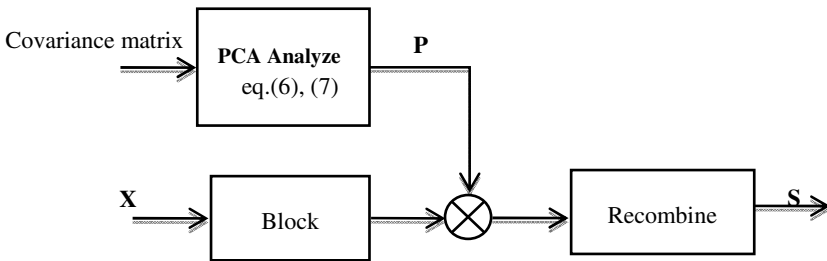 Covariance matrix
PCA Analyze
eq.(6), (7)
P
X
Block
Recombine
S